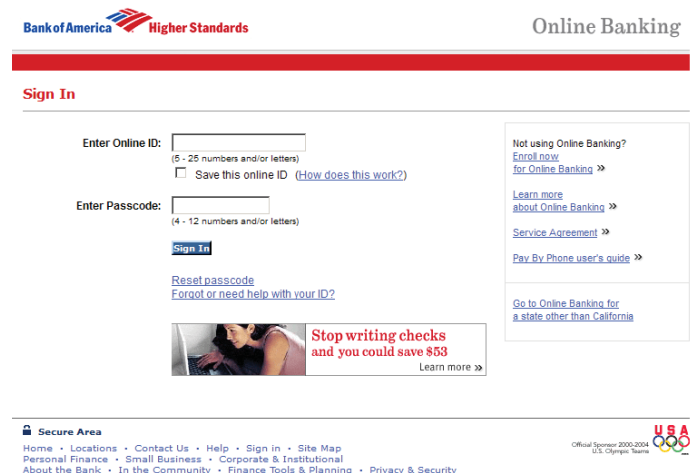 Bank of America Higher Standards
Online Banking
Sign In
Enter Online ID:
(5 - 25 numbers and/or letters)
Save this online ID (How does this work?)
Enter Passcode:
(4 - 12 numbers and/or letters)
Sign In
Reset passcode
Forgot or need help with your ID?
Stop writing checks
and you could save $53
Learn more »
Not using Online Banking?
Enroll now
for Online Banking »
Learn more
about Online Banking »
Service Agreement »
Pay By Phone user's guide »
Go to Online Banking for
a state other than California
Secure Area
Home • Locations • Contact Us • Help • Sign in • Site Map
Personal Finance • Small Business • Corporate & Institutional
About the Bank • In the Community • Finance Tools & Planning • Privacy & Security
USA
Official Sponsor 2000-2004
U.S. Olympic Teams